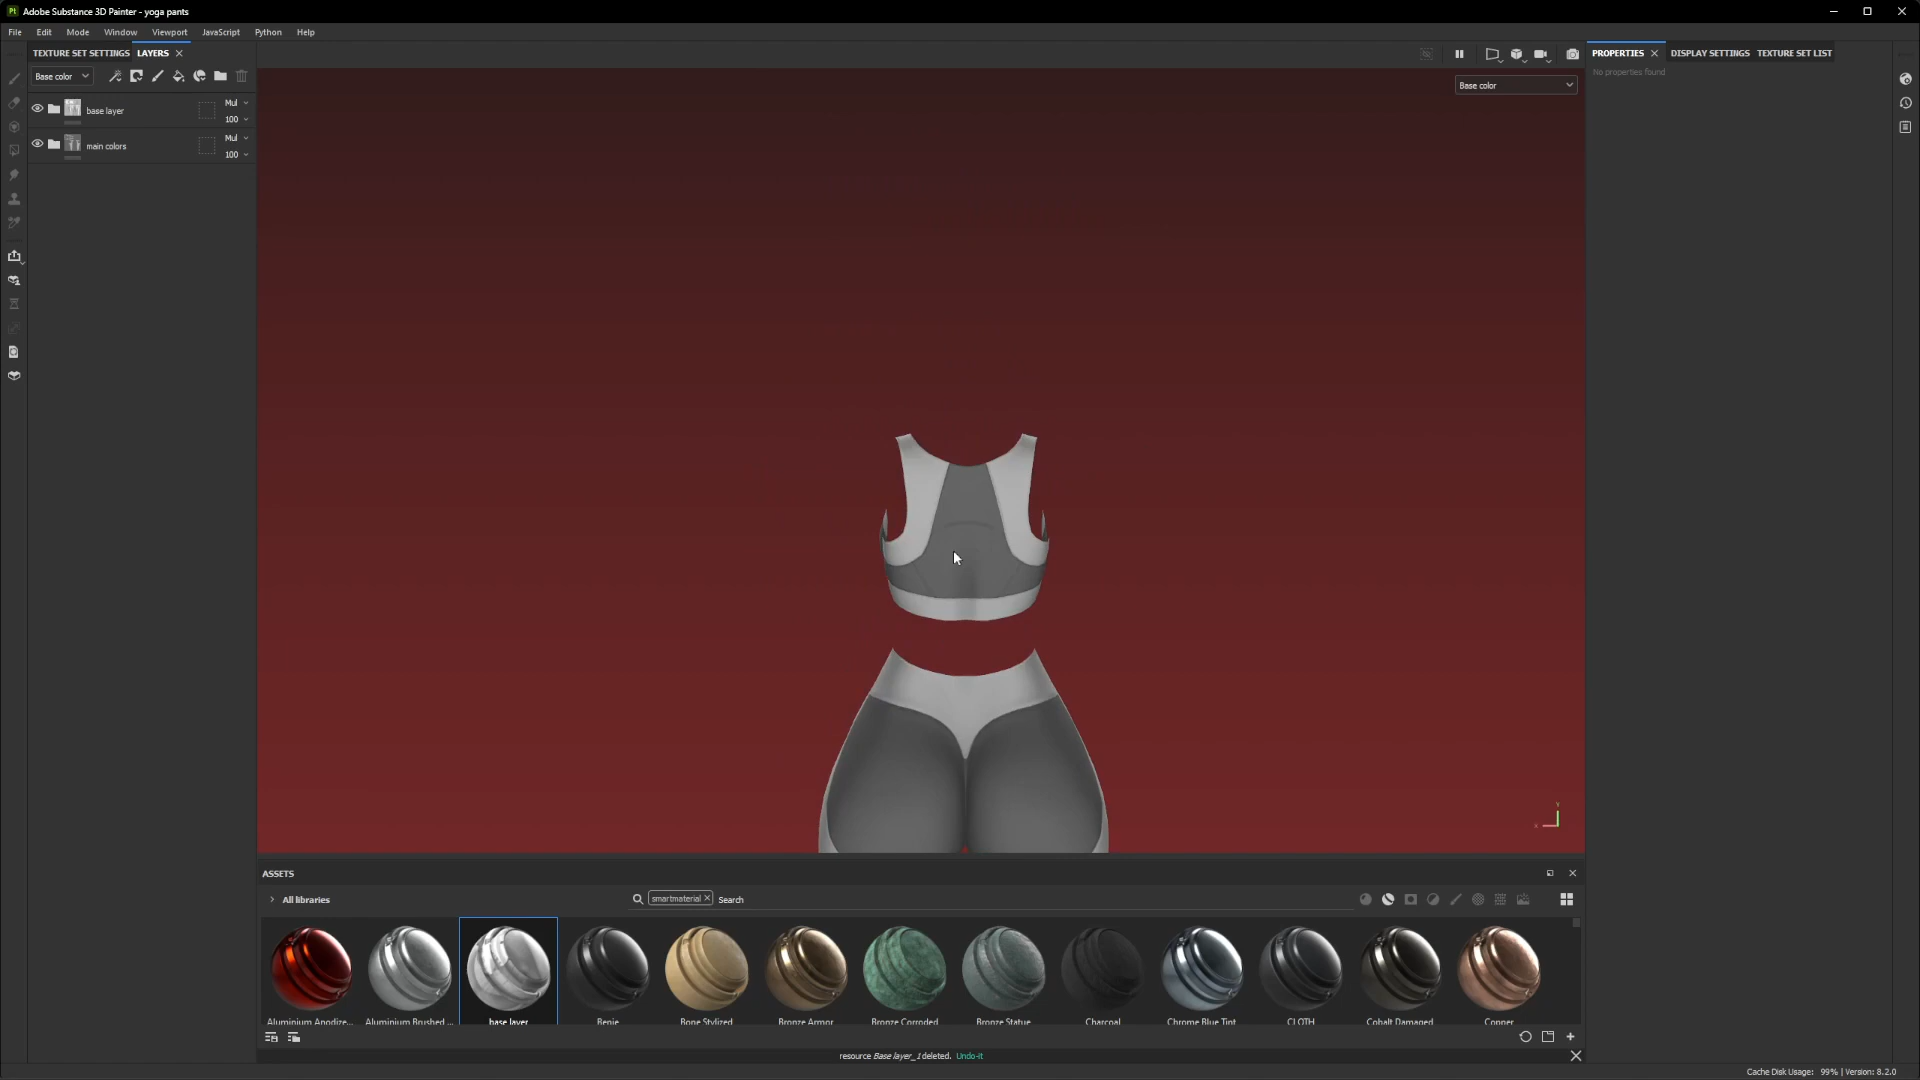 Adobe Substance 3D Painter - yoga pants
File Edit Mode Window Viewport JavaScript Python Help
TEXTURE SET SETTINGS LAYERS
PROPERTIES DISPLAY SETTINGS TEXTURE SET LIST
Base color
No properties found
Base color
base layer Mul
100
main colors Mul
100
ASSETS
All libraries
smartmaterial Search
Aluminium Anodize... Aluminium Brushed ... base layer Benie Bone Stylized Bronze Armor Bronze Corroded Bronze Statue Charcoal Chrome Blue Tint CLOTH Cobalt Damaged Copper
resource Base layer_1 deleted. Undo-it
Cache Disk Usage: 99% | Version: 8.2.0